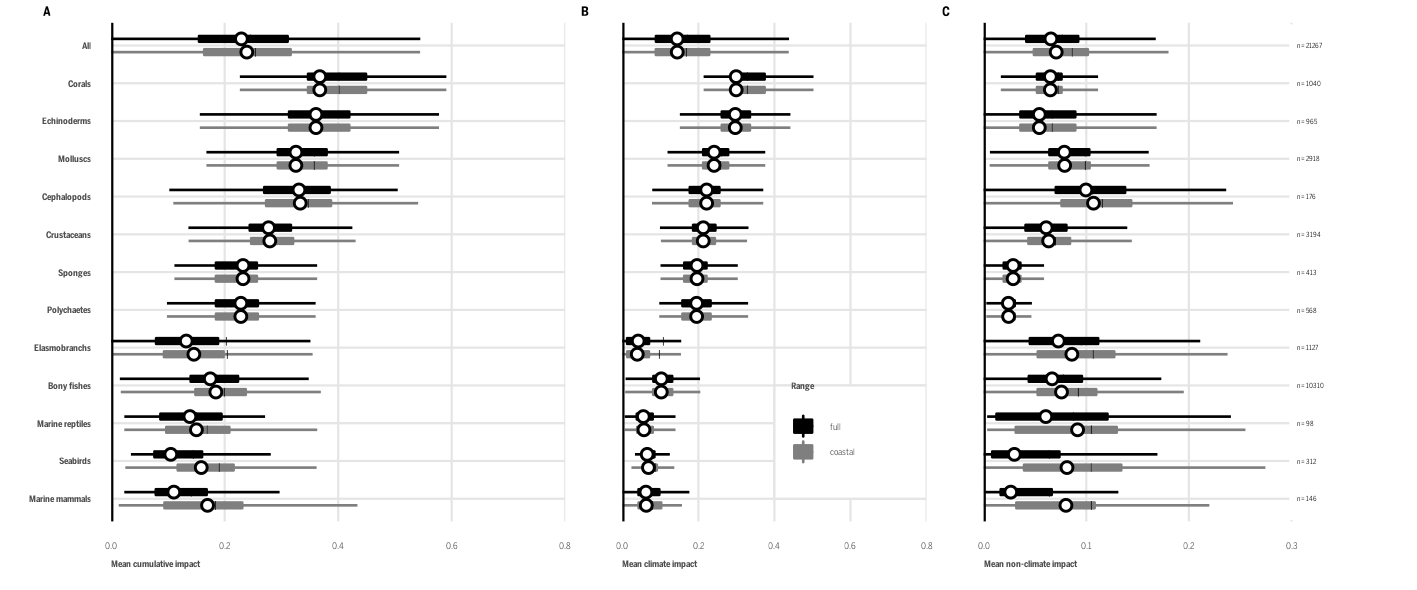 A
B
C
All
n= 21267
Corals
n= 1040
Echinoderms
n= 965
Molluscs
n= 2918
Cephalopods
n= 176
Crustaceans
n= 3194
Sponges
n= 413
Polychaetes
n= 568
Elasmobranchs
n= 1127
Bony fishes
Range
n= 10310
Marine reptiles
full
n= 98
coastal
Seabirds
n= 312
Marine mammals
n= 146
0.0 0.2 0.4 0.6 0.8
0.0 0.2 0.4 0.6 0.8
0.0 0.1 0.2 0.3
Mean cumulative impact
Mean climate impact
Mean non-climate impact